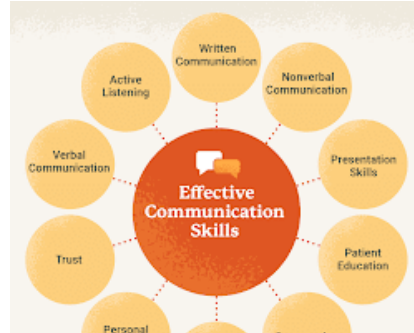 Written
Communication
Active
Listening
Nonverbal
Communication
Verbal
Communication
Effective
Communication
Skills
Presentation
Skills
Trust
Patient
Education
Personal